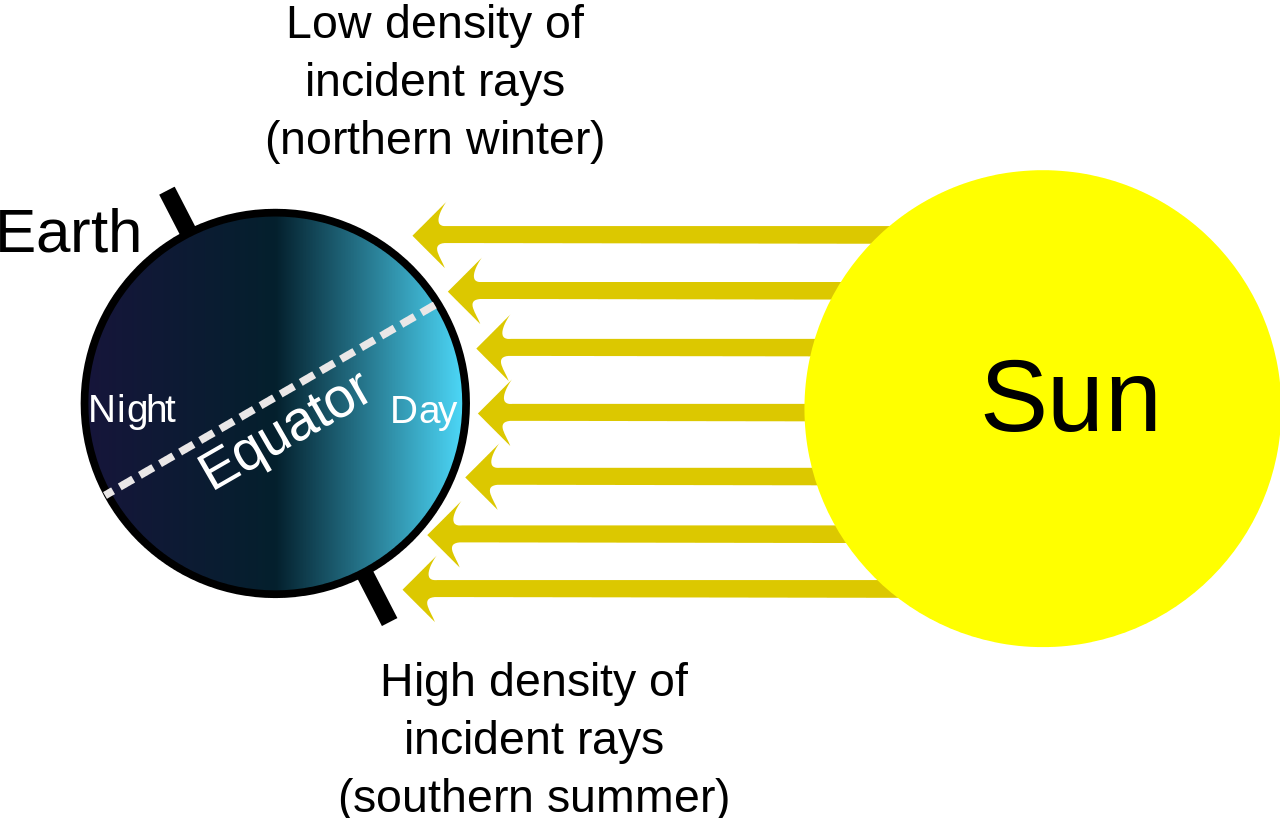 Low density of
incident rays
(northern winter)
Earth
Sun
Night
Equator
Day
High density of
incident rays
(southern summer)